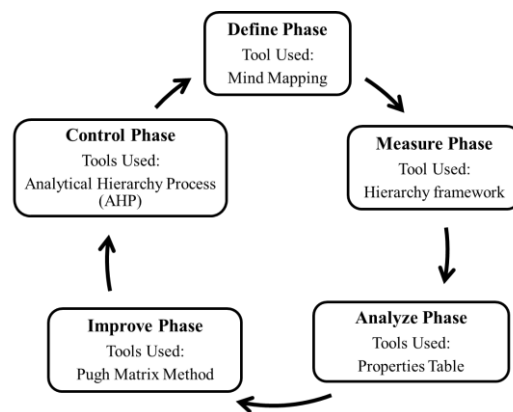 Define Phase
Tool Used:
Mind Mapping
Measure Phase
Tool Used:
Hierarchy framework
Analyze Phase
Tools Used:
Properties Table
Improve Phase
Tools Used:
Pugh Matrix Method
Control Phase
Tools Used:
Analytical Hierarchy Process
(AHP)